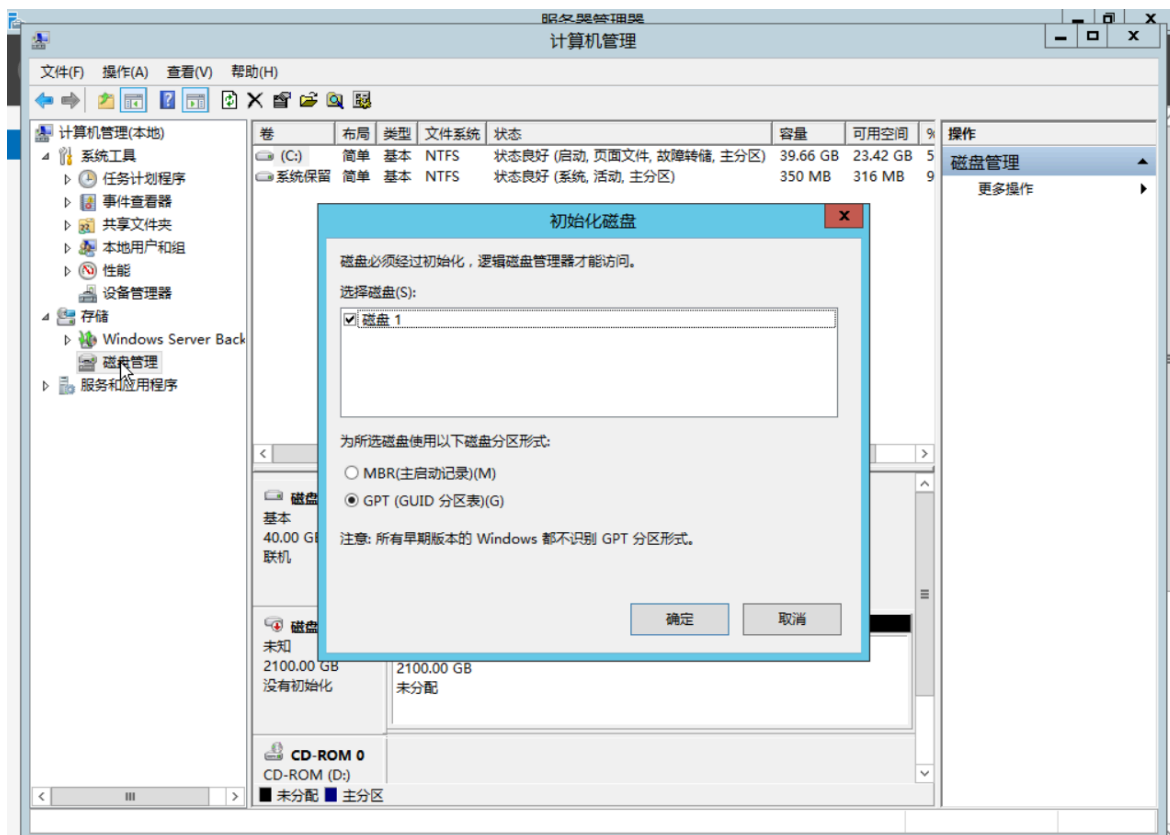 服务器管理器
计算机管理
文件(F) 操作(A) 查看(V) 帮助(H)
计算机管理(本地)
系统工具
任务计划程序
事件查看器
共享文件夹
本地用户和组
性能
设备管理器
存储
Windows Server Back
磁盘管理
服务和应用程序
卷 布局 类型 文件系统 状态 容量 可用空间 %
(C:) 简单 基本 NTFS 状态良好 (启动, 页面文件, 故障转储, 主分区) 39.66 GB 23.42 GB 5
系统保留 简单 基本 NTFS 状态良好 (系统, 活动, 主分区) 350 MB 316 MB 9
操作
磁盘管理
更多操作
初始化磁盘
磁盘必须经过初始化，逻辑磁盘管理器才能访问。
选择磁盘(S):
磁盘 1
为所选磁盘使用以下磁盘分区形式:
MBR(主启动记录)(M)
GPT (GUID 分区表)(G)
注意: 所有早期版本的 Windows 都不识别 GPT 分区形式。
确定 取消
磁盘
基本
40.00 GB
联机
磁盘
未知
2100.00 GB
没有初始化
2100.00 GB
未分配
CD-ROM 0
CD-ROM (D:)
未分配 主分区